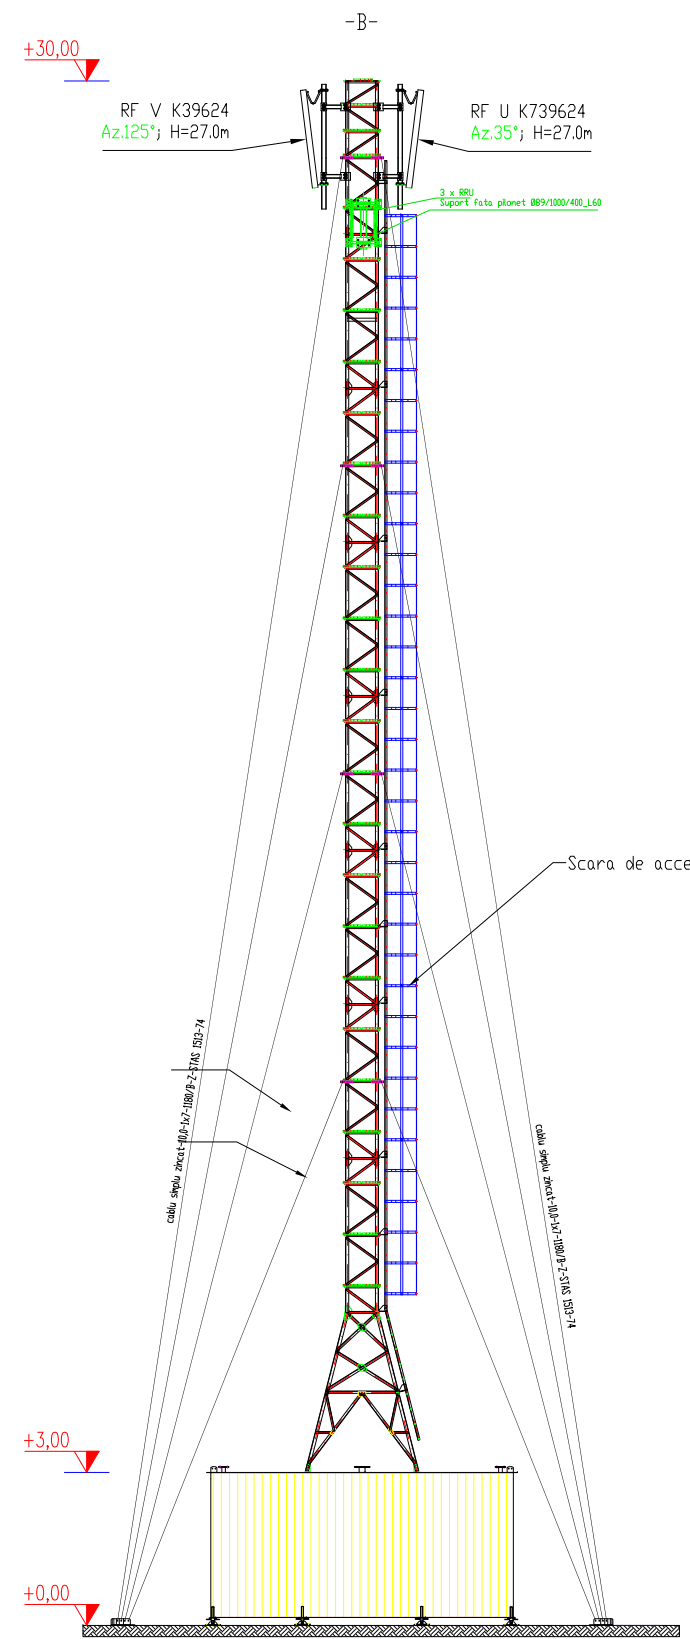 -B-
+30,00
RF V K39624
Az.125°; H=27.0m
RF U K739624
Az.35°; H=27.0m
3 x RRU
Suport fata pilonet Ø89/1000/400_L60
Scara de acce
cablu simplu zincat-10,0-1x7-1180/B-Z-STAS 1513-74
cablu simplu zincat-10,0-1x7-1180/B-Z-STAS 1513-74
+3,00
+0,00